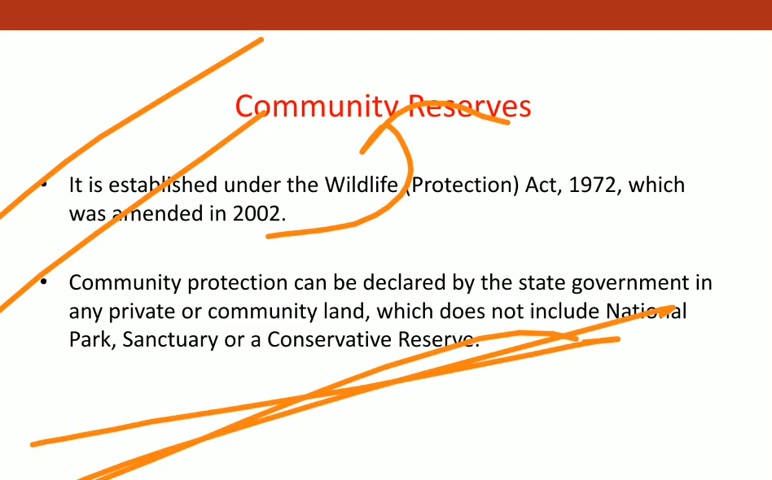 Community Reserves
• It is established under the Wildlife (Protection) Act, 1972, which
was amended in 2002.
• Community protection can be declared by the state government in
any private or community land, which does not include National
Park, Sanctuary or a Conservative Reserve.